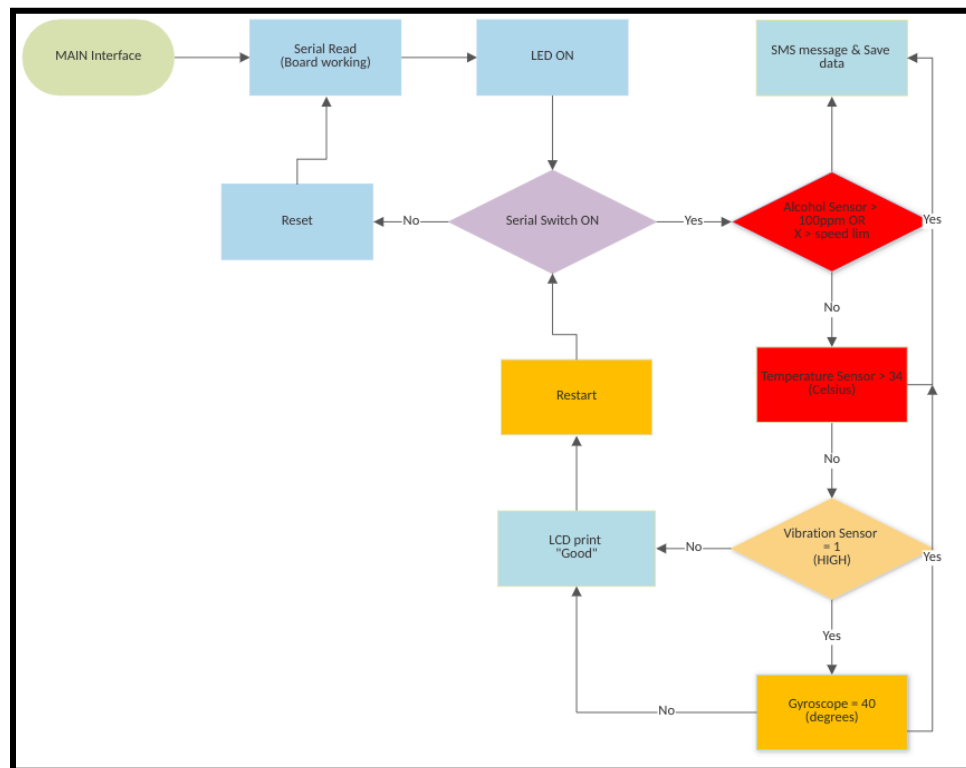 MAIN Interface
Serial Read
(Board working)
LED ON
SMS message & Save
data
Reset
No
Serial Switch ON
Yes
Alcohol Sensor >
100ppm OR
X > speed lim
Yes
No
Restart
Temperature Sensor > 34
(Celsius)
No
LCD print
"Good"
No
Vibration Sensor
= 1
(HIGH)
Yes
Yes
No
Gyroscope = 40
(degrees)